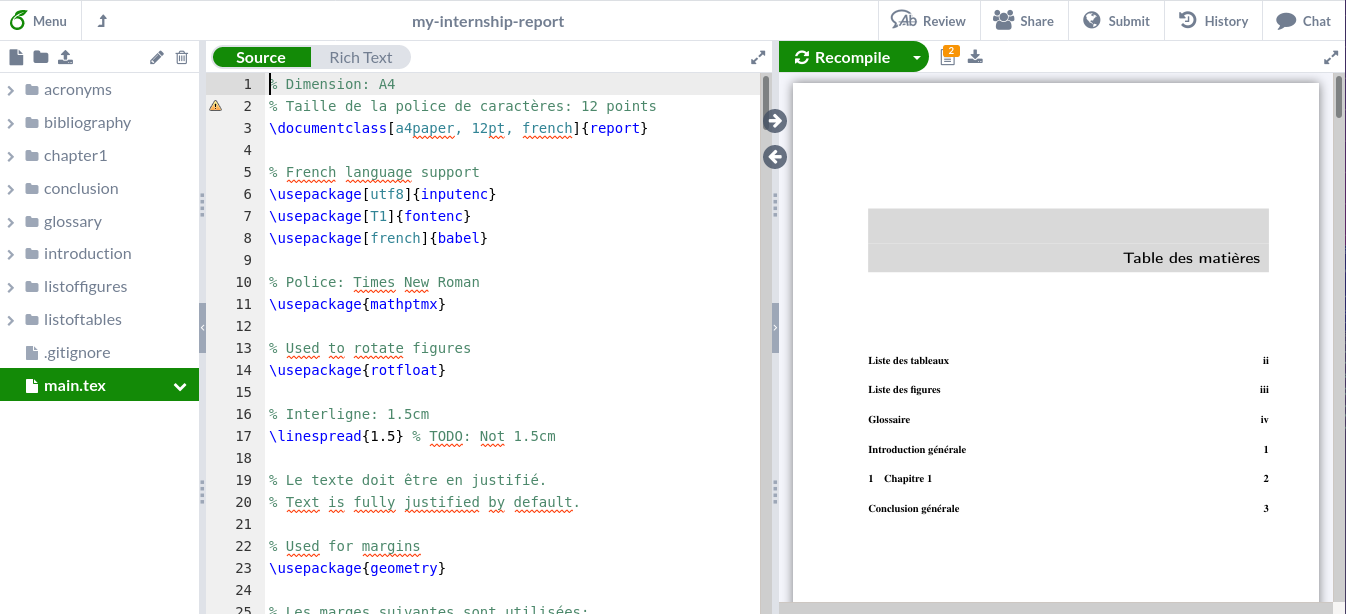 Menu
my-internship-report
Review
Share
Submit
History
Chat
Source
Rich Text
Recompile
2
acronyms
bibliography
chapter1
conclusion
glossary
introduction
listoffigures
listoftables
.gitignore
main.tex
1 % Dimension: A4
2 % Taille de la police de caractères: 12 points
3 \documentclass[a4paper, 12pt, french]{report}
4
5 % French language support
6 \usepackage[utf8]{inputenc}
7 \usepackage[T1]{fontenc}
8 \usepackage[french]{babel}
9
10 % Police: Times New Roman
11 \usepackage{mathptmx}
12
13 % Used to rotate figures
14 \usepackage{rotfloat}
15
16 % Interligne: 1.5cm
17 \linespread{1.5} % TODO: Not 1.5cm
18
19 % Le texte doit être en justifié.
20 % Text is fully justified by default.
21
22 % Used for margins
23 \usepackage{geometry}
24
25 % Les marges suivantes sont utilisées:
Table des matières
Liste des tableaux ii
Liste des figures iii
Glossaire iv
Introduction générale 1
1 Chapitre 1 2
Conclusion générale 3